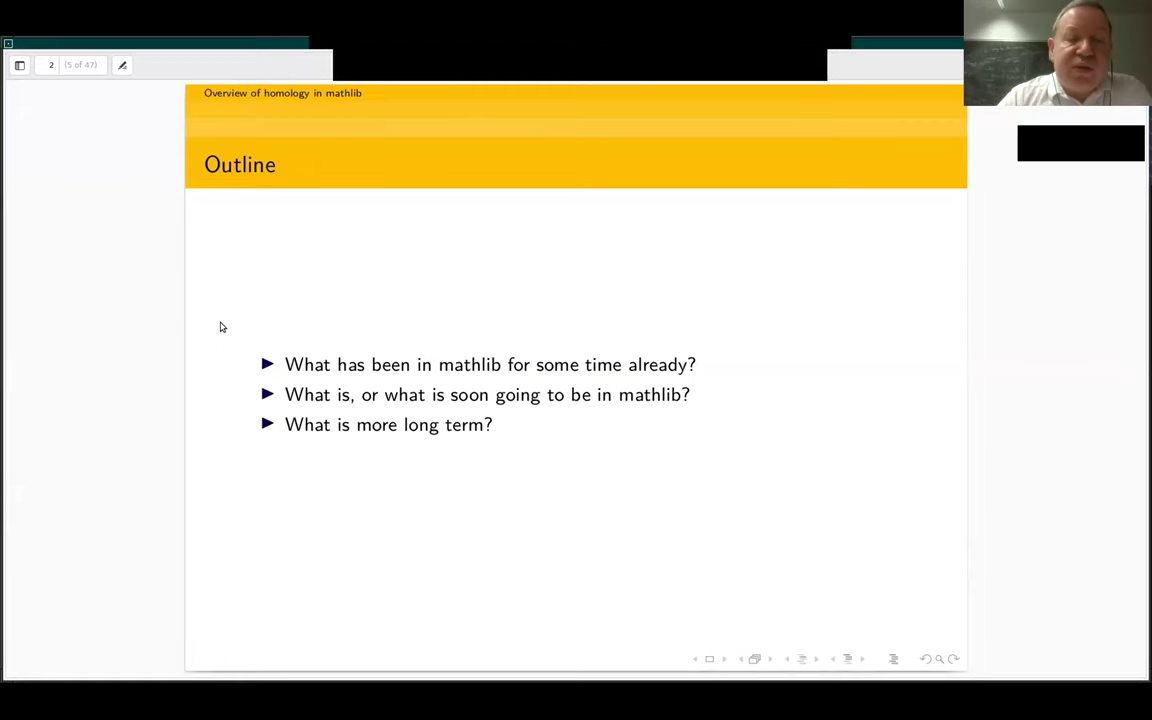 2 (5 of 47)
Overview of homology in mathlib
Outline
▶ What has been in mathlib for some time already?
▶ What is, or what is soon going to be in mathlib?
▶ What is more long term?